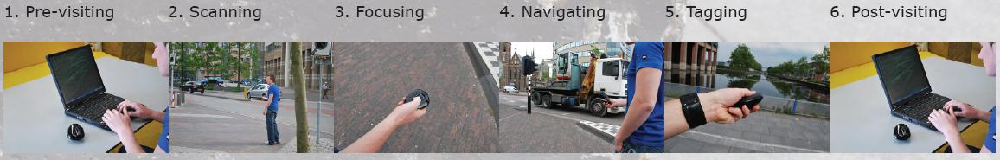 1. Pre-visiting
2. Scanning
3. Focusing
4. Navigating
5. Tagging
6. Post-visiting